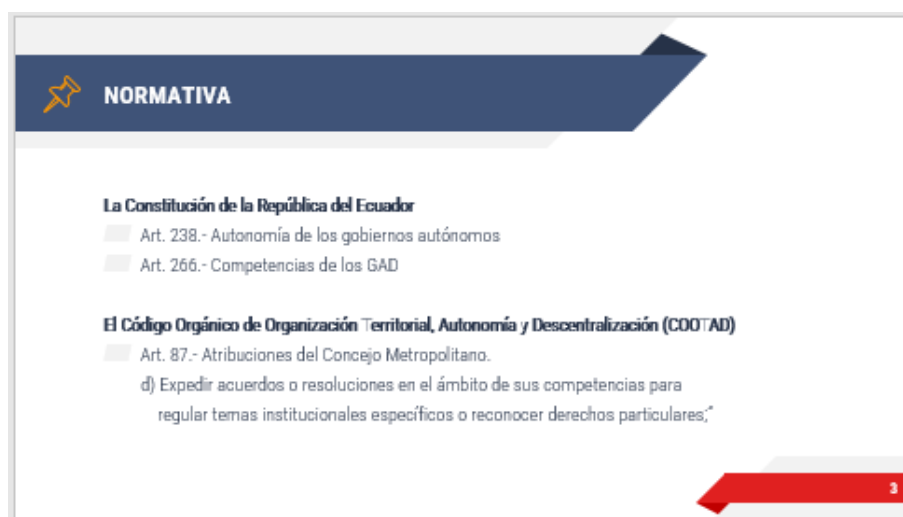 NORMATIVA
La Constitución de la República del Ecuador
Art. 238.- Autonomía de los gobiernos autónomos
Art. 266.- Competencias de los GAD
El Código Orgánico de Organización Territorial, Autonomía y Descentralización (COOTAD)
Art. 87.- Atribuciones del Concejo Metropolitano.
d) Expedir acuerdos o resoluciones en el ámbito de sus competencias para
regular temas institucionales específicos o reconocer derechos particulares;"
3